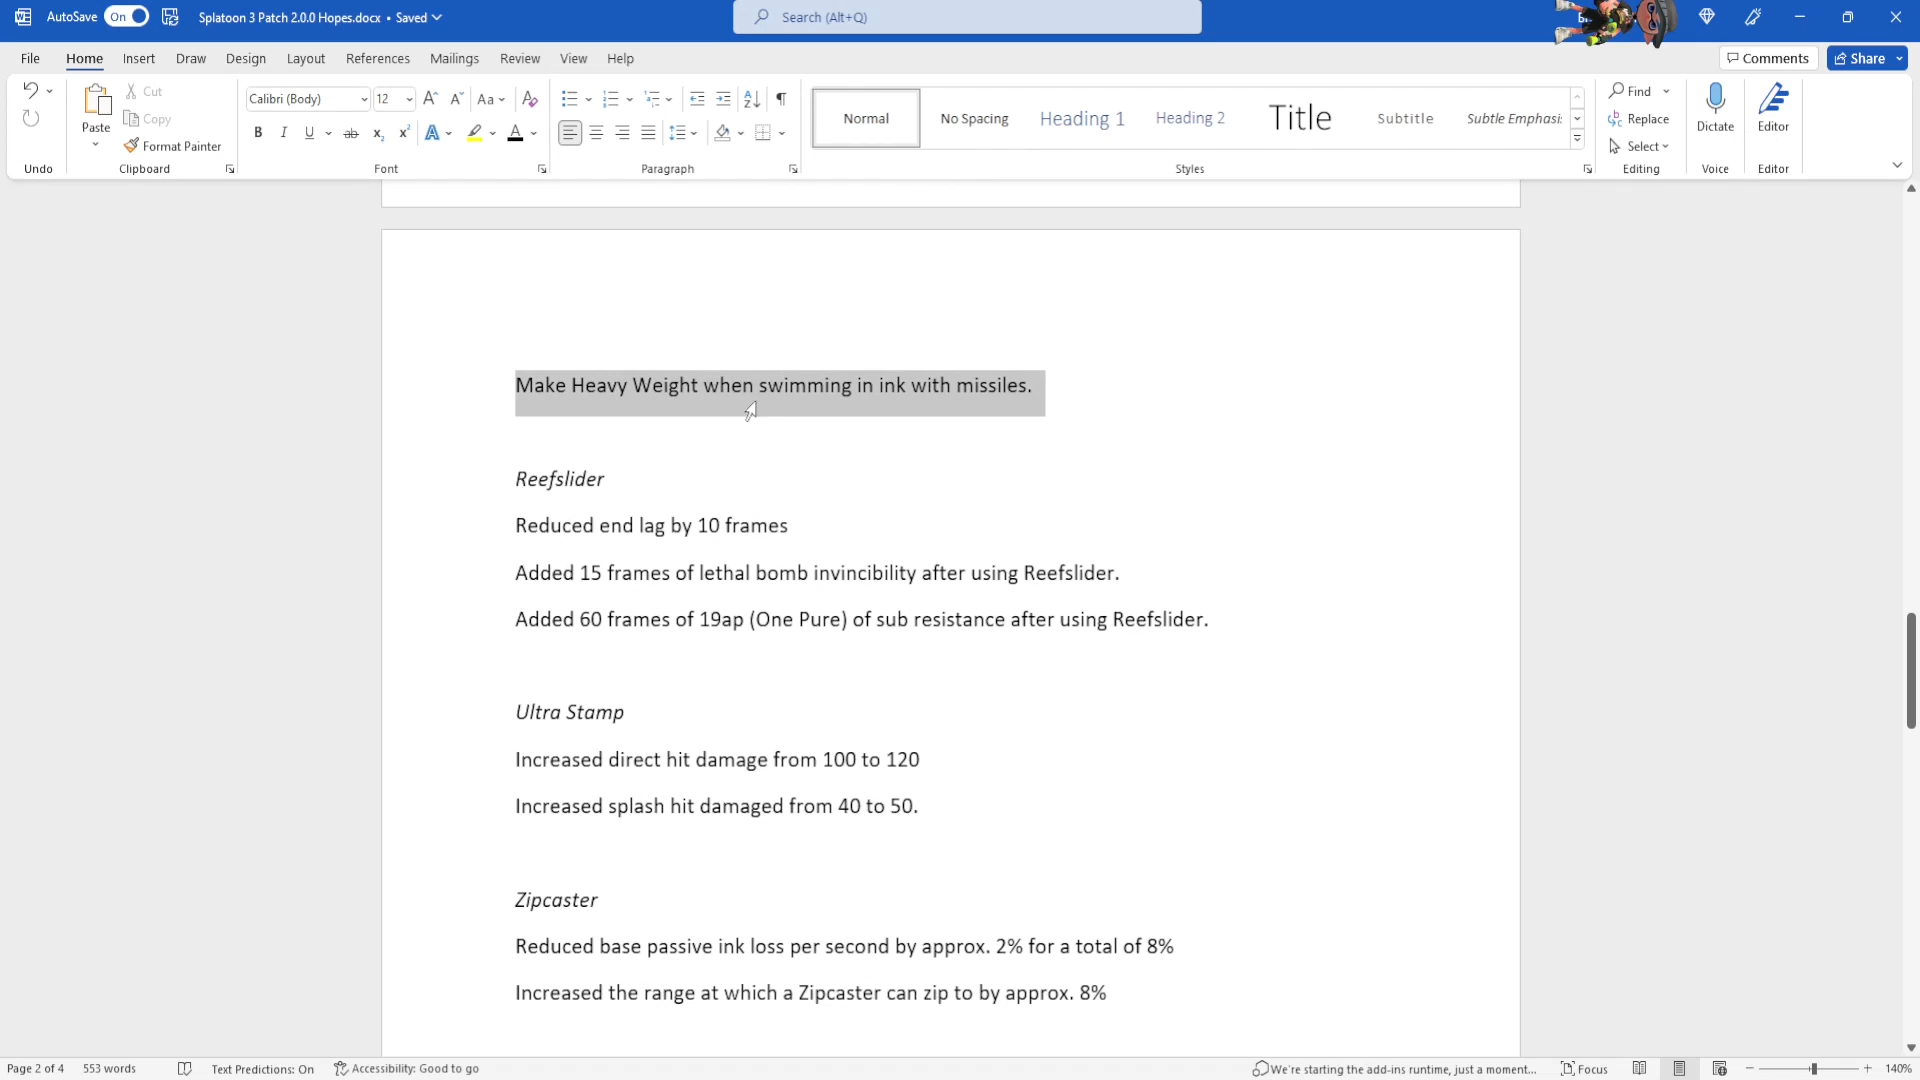 AutoSave On Splatoon 3 Patch 2.0.0 Hopes.docx • Saved Search (Alt+Q)
File Home Insert Draw Design Layout References Mailings Review View Help Comments Share
Paste Cut Copy Format Painter
Calibri (Body) 12 Aa
B I U ab x₂ x² A A
Normal No Spacing Heading 1 Heading 2 Title Subtitle Subtle Emphasi
Find Replace Select Dictate Editor
Undo Clipboard Font Paragraph Styles Editing Voice Editor
Make Heavy Weight when swimming in ink with missiles.
Reefslider
Reduced end lag by 10 frames
Added 15 frames of lethal bomb invincibility after using Reefslider.
Added 60 frames of 19ap (One Pure) of sub resistance after using Reefslider.
Ultra Stamp
Increased direct hit damage from 100 to 120
Increased splash hit damaged from 40 to 50.
Zipcaster
Reduced base passive ink loss per second by approx. 2% for a total of 8%
Increased the range at which a Zipcaster can zip to by approx. 8%
Page 2 of 4 553 words Text Predictions: On Accessibility: Good to go We're starting the add-ins runtime, just a moment... Focus 140%